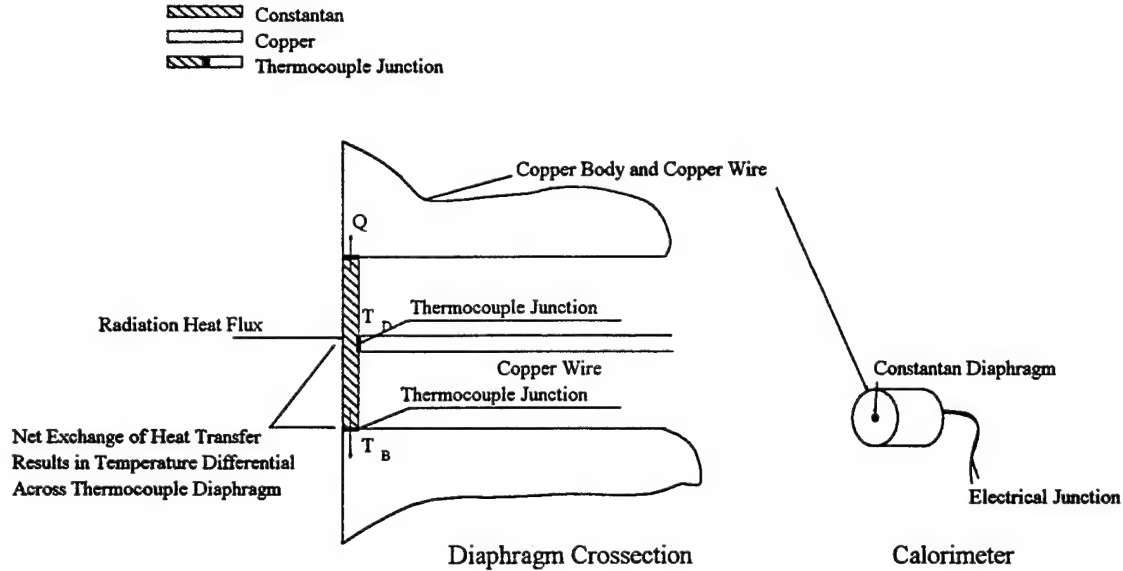 Constantan
Copper
Thermocouple Junction
Copper Body and Copper Wire
Q
Thermocouple Junction
T D
Radiation Heat Flux
Copper Wire
Constantan Diaphragm
Thermocouple Junction
Net Exchange of Heat Transfer
Results in Temperature Differential
Across Thermocouple Diaphragm
T B
Electrical Junction
Diaphragm Crossection
Calorimeter